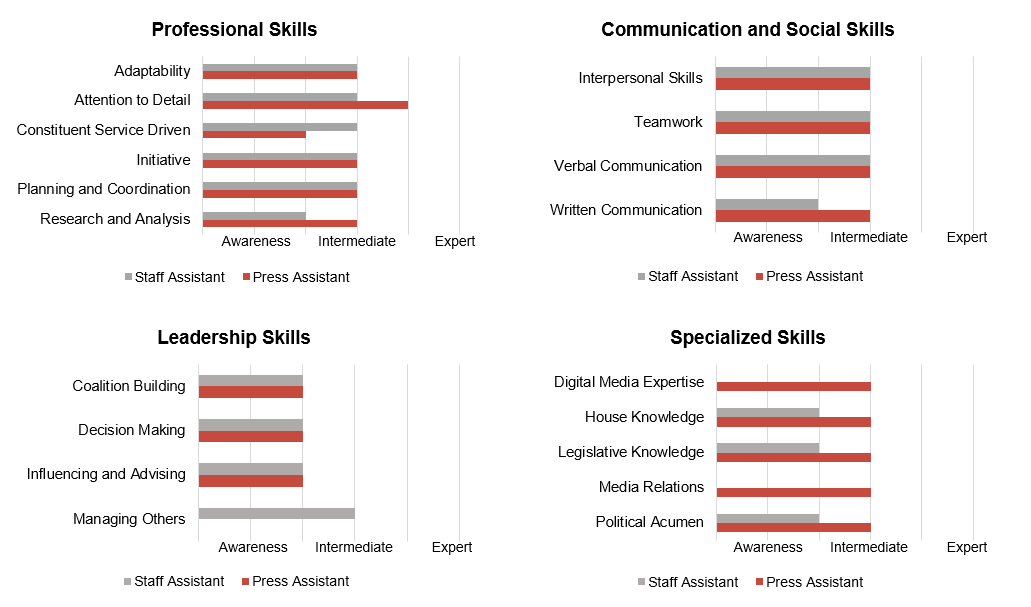 Professional Skills
Adaptability
Attention to Detail
Constituent Service Driven
Initiative
Planning and Coordination
Research and Analysis
Awareness Intermediate Expert
Staff Assistant Press Assistant
Communication and Social Skills
Interpersonal Skills
Teamwork
Verbal Communication
Written Communication
Awareness Intermediate Expert
Staff Assistant Press Assistant
Leadership Skills
Coalition Building
Decision Making
Influencing and Advising
Managing Others
Awareness Intermediate Expert
Staff Assistant Press Assistant
Specialized Skills
Digital Media Expertise
House Knowledge
Legislative Knowledge
Media Relations
Political Acumen
Awareness Intermediate Expert
Staff Assistant Press Assistant